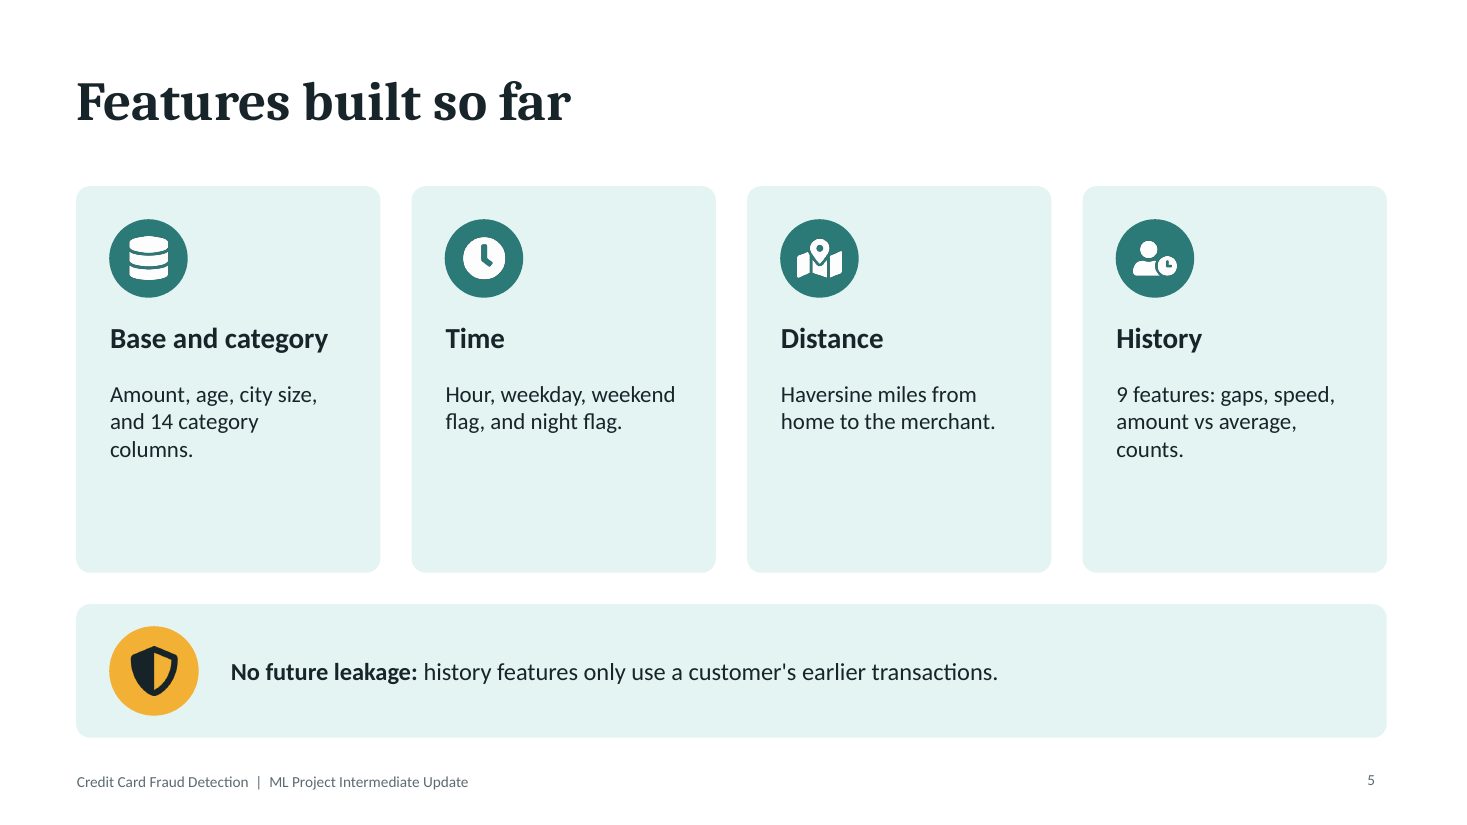 Features built so far
Base and category
Amount, age, city size,
and 14 category
columns.
Time
Hour, weekday, weekend
flag, and night flag.
Distance
Haversine miles from
home to the merchant.
History
9 features: gaps, speed,
amount vs average,
counts.
No future leakage: history features only use a customer's earlier transactions.
Credit Card Fraud Detection | ML Project Intermediate Update
5